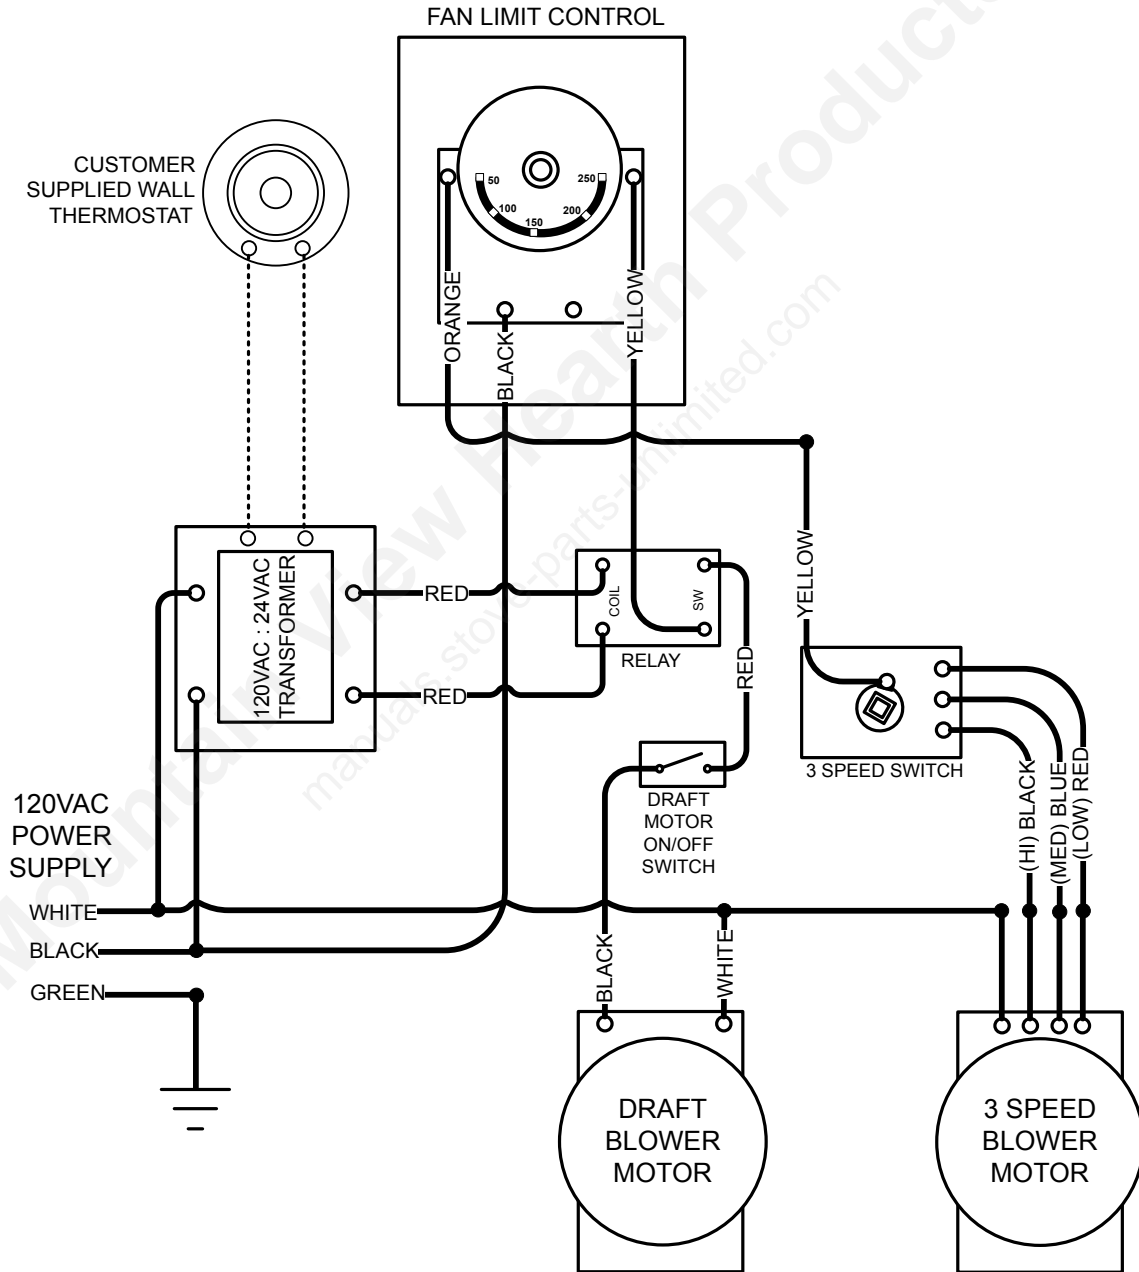 FAN LIMIT CONTROL
CUSTOMER
SUPPLIED WALL
THERMOSTAT
50
100
150
200
250
ORANGE
BLACK
YELLOW
120VAC : 24VAC
TRANSFORMER
RED
RED
COIL
SW
RELAY
RED
YELLOW
3 SPEED SWITCH
DRAFT
MOTOR
ON/OFF
SWITCH
(HI) BLACK
(MED) BLUE
(LOW) RED
120VAC
POWER
SUPPLY
WHITE
BLACK
GREEN
BLACK
WHITE
DRAFT
BLOWER
MOTOR
3 SPEED
BLOWER
MOTOR
Mountain View Hearth Products
manuals.stove-parts-unlimited.com